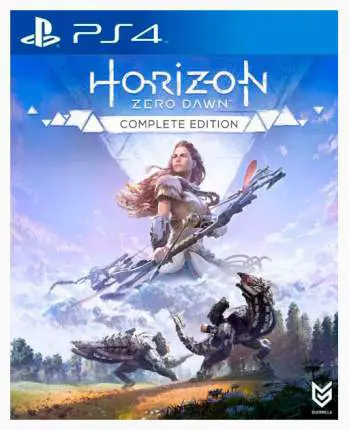 PS4
HORIZON
ZERO DAWN
COMPLETE EDITION
GUERRILLA